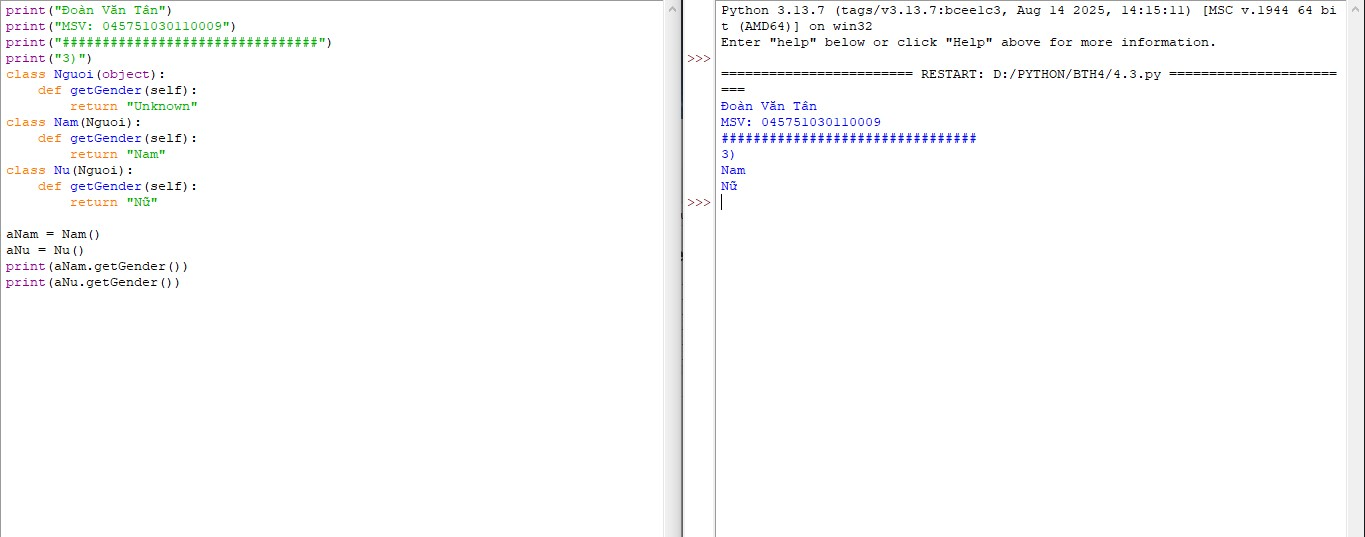 print("Đoàn Văn Tân")
print("MSV: 045751030110009")
print("################################")
print("3)")
class Nguoi(object):
    def getGender(self):
        return "Unknown"
class Nam(Nguoi):
    def getGender(self):
        return "Nam"
class Nu(Nguoi):
    def getGender(self):
        return "Nữ"
aNam = Nam()
aNu = Nu()
print(aNam.getGender())
print(aNu.getGender())
Python 3.13.7 (tags/v3.13.7:bcee1c3, Aug 14 2025, 14:15:11) [MSC v.1944 64 bi
t (AMD64)] on win32
Enter "help" below or click "Help" above for more information.
>>>
======================== RESTART: D:/PYTHON/BTH4/4.3.py =====================
===
Đoàn Văn Tân
MSV: 045751030110009
################################
3)
Nam
Nữ
>>>